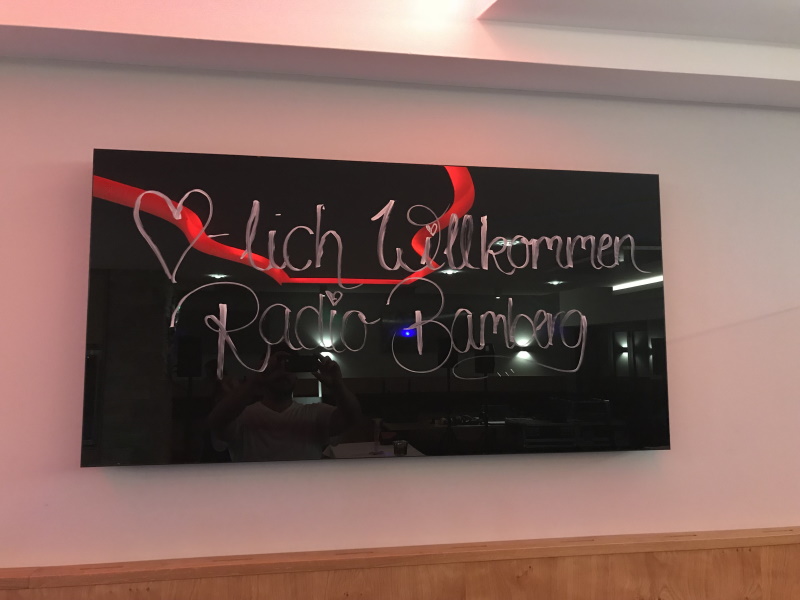 ♡-lich Willkommen
Radio Bamberg